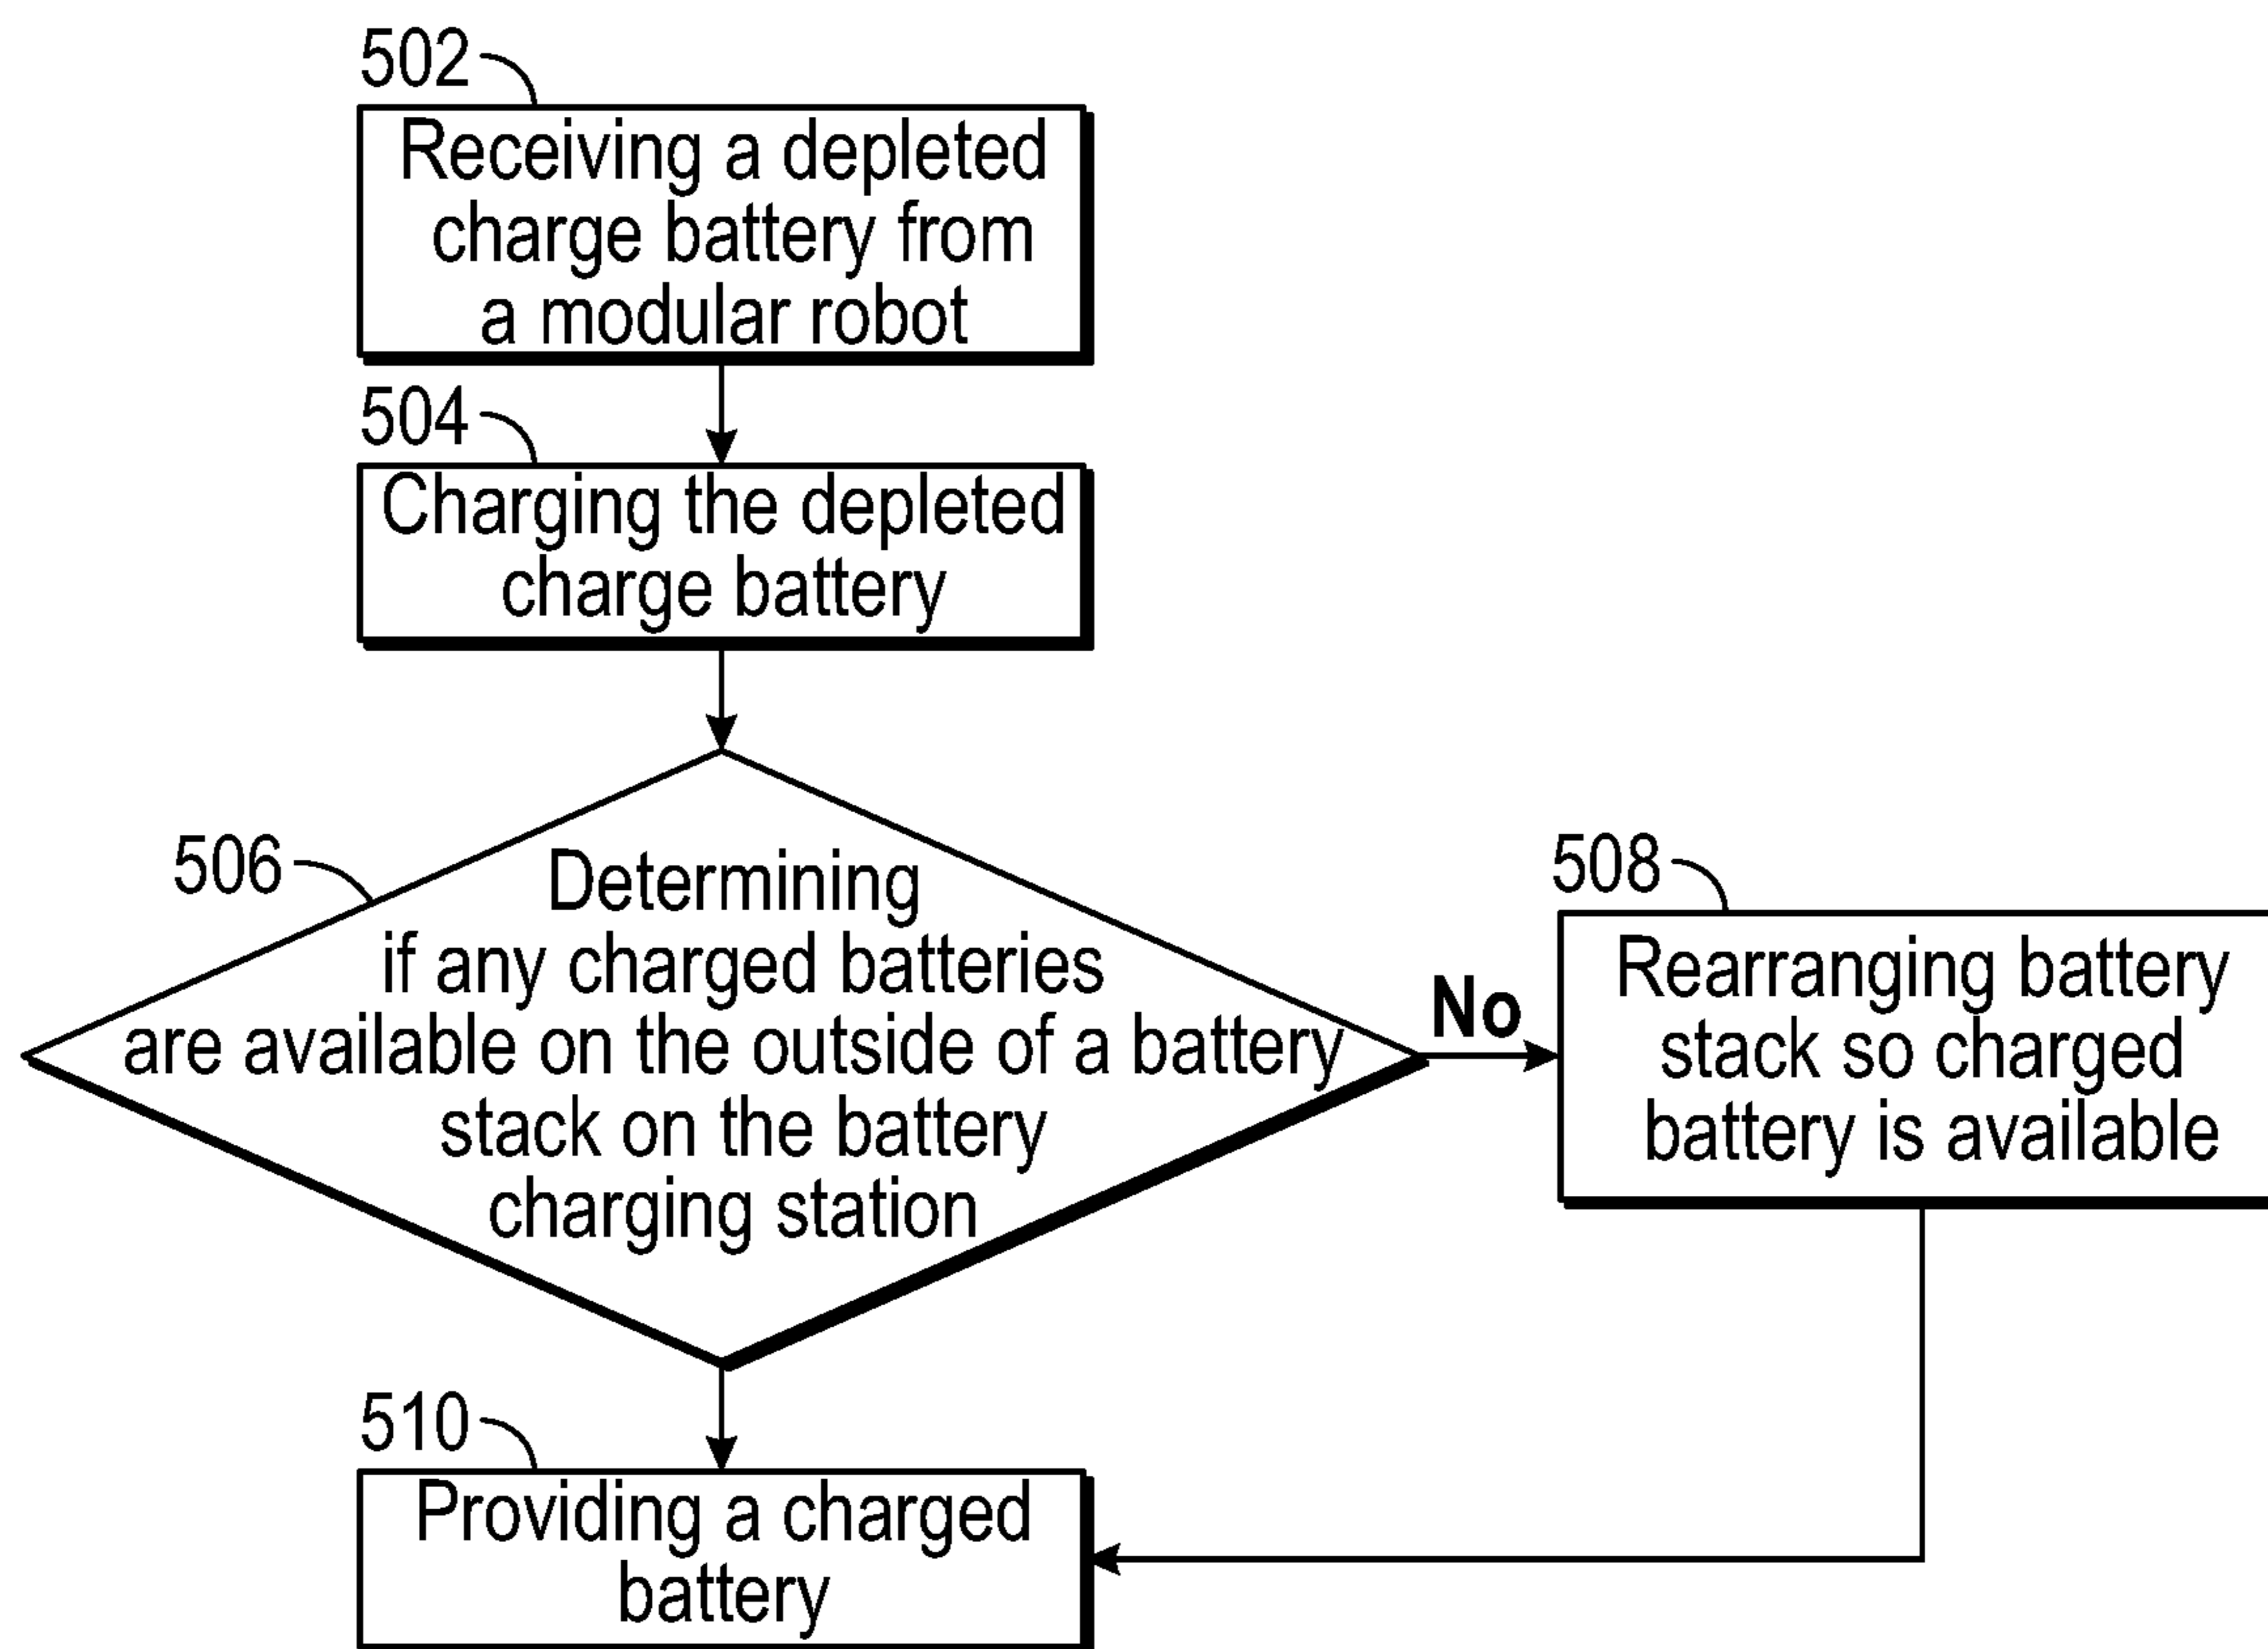 502
Receiving a depleted
charge battery from
a modular robot
504
Charging the depleted
charge battery
506
Determining
if any charged batteries
are available on the outside of a battery
stack on the battery
charging station
No
508
Rearranging battery
stack so charged
battery is available
510
Providing a charged
battery